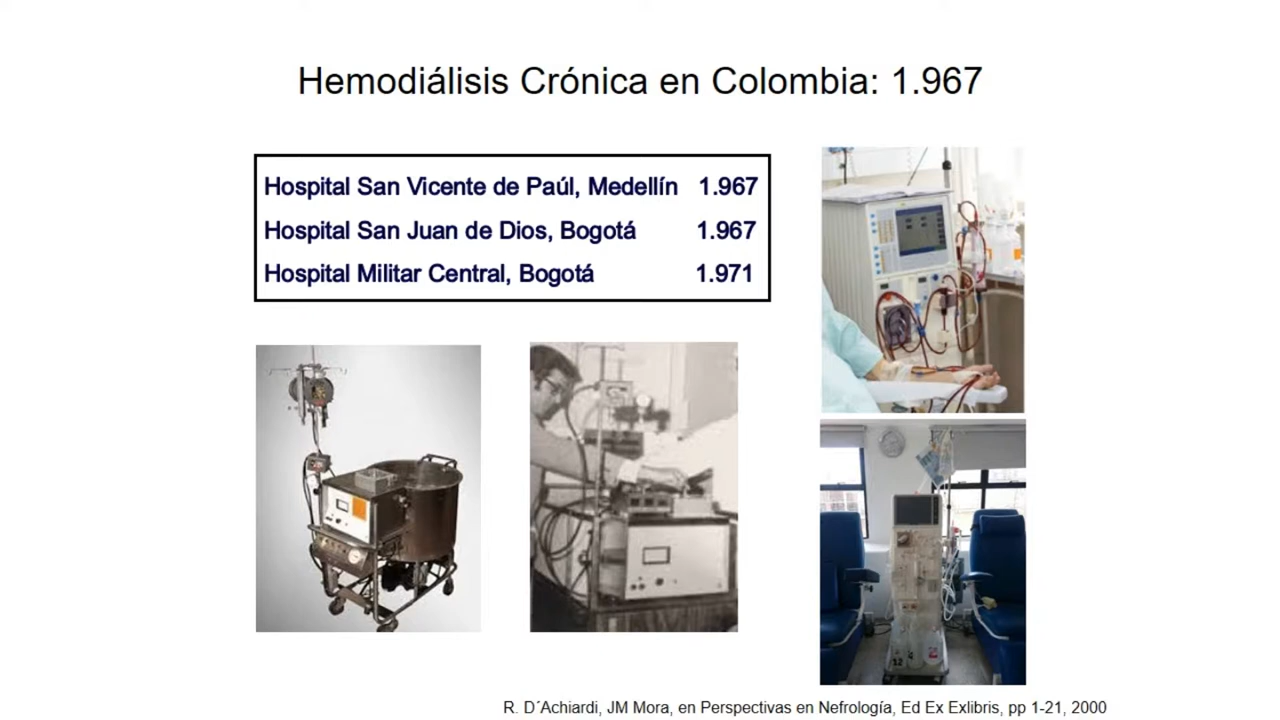 Hemodiálisis Crónica en Colombia: 1.967
Hospital San Vicente de Paúl, Medellín 1.967
Hospital San Juan de Dios, Bogotá 1.967
Hospital Militar Central, Bogotá 1.971
R. D´Achiardi, JM Mora, en Perspectivas en Nefrología, Ed Ex Exlibris, pp 1-21, 2000